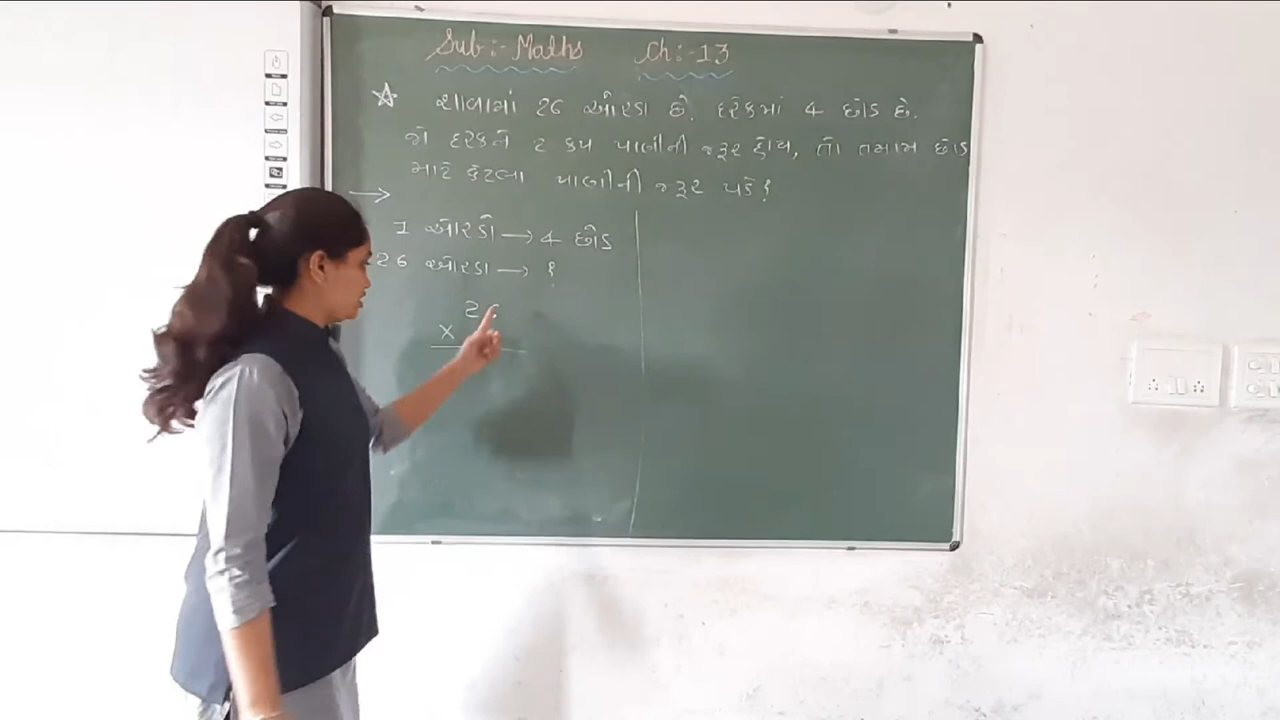 Sub:- Maths Ch:-13
શાળામાં 26 ઓરડા છે. દરેકમાં 4 છોડ છે.
જો દરેકને 2 કપ પાણીની જરૂર હોય, તો તમામ છોડ
માટે કેટલા પાણીની જરૂર પડે?
1 ઓરડો → 4 છોડ
26 ઓરડા → ?
2
×